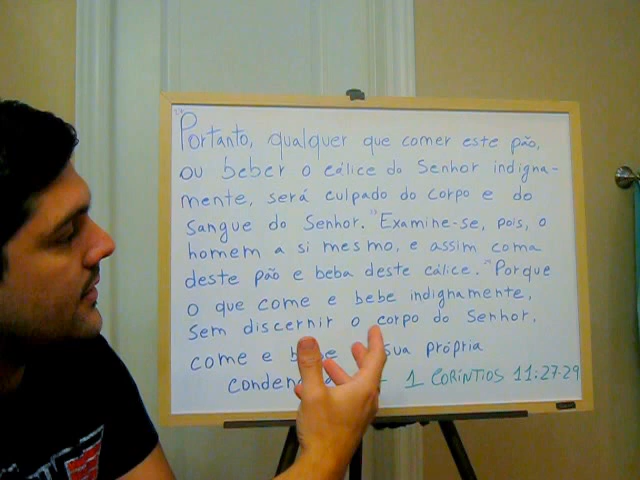 27 Portanto, qualquer que comer este pão,
ou beber o cálice do Senhor indigna-
mente, será culpado do corpo e do
sangue do Senhor. 28 Examine-se, pois, o
homem a si mesmo, e assim coma
deste pão e beba deste cálice. 29 Porque
o que come e bebe indignamente,
sem discernir o corpo do Senhor,
come e sua própria
1 CORÍNTIOS 11:27-29